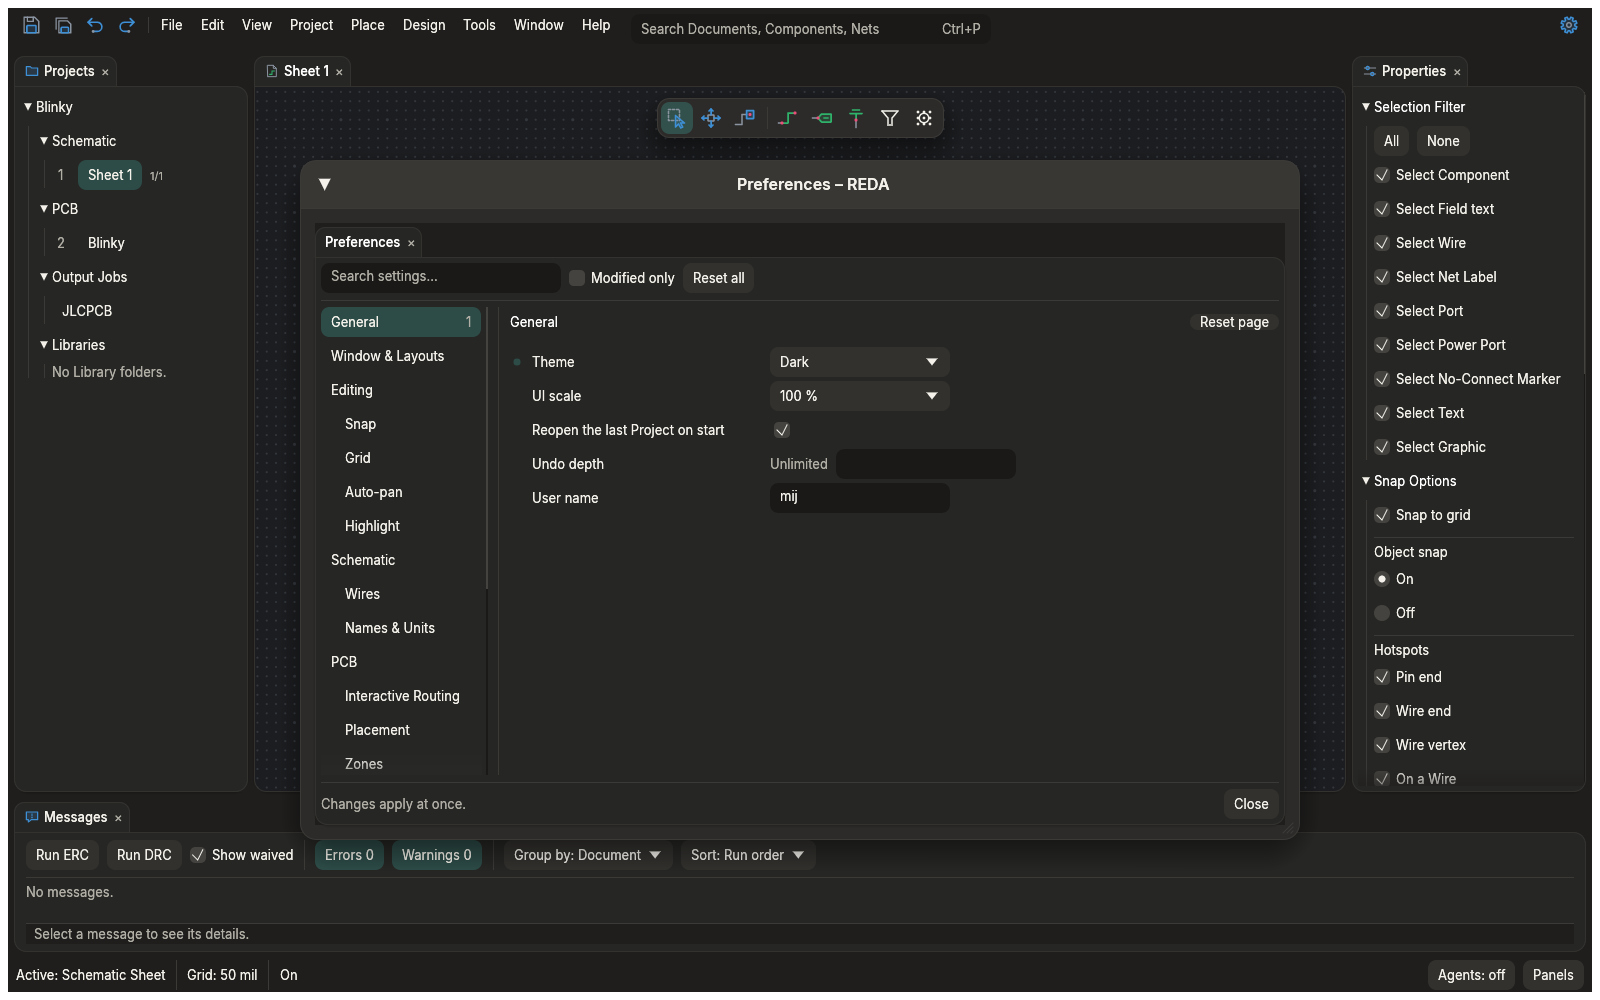 File Edit View Project Place Design Tools Window Help Search Documents, Components, Nets Ctrl+P
Projects ×
Blinky
Schematic
1 Sheet 1 1/1
PCB
2 Blinky
Output Jobs
JLCPCB
Libraries
No Library folders.
Sheet 1 ×
Preferences – REDA
Preferences ×
Search settings... Modified only Reset all
General 1
Window & Layouts
Editing
Snap
Grid
Auto-pan
Highlight
Schematic
Wires
Names & Units
PCB
Interactive Routing
Placement
Zones
General Reset page
Theme Dark
UI scale 100 %
Reopen the last Project on start
Undo depth Unlimited
User name mij
Changes apply at once. Close
Properties ×
Selection Filter
All None
Select Component
Select Field text
Select Wire
Select Net Label
Select Port
Select Power Port
Select No-Connect Marker
Select Text
Select Graphic
Snap Options
Snap to grid
Object snap
On
Off
Hotspots
Pin end
Wire end
Wire vertex
On a Wire
Messages ×
Run ERC Run DRC Show waived Errors 0 Warnings 0 Group by: Document Sort: Run order
No messages.
Select a message to see its details.
Active: Schematic Sheet Grid: 50 mil On Agents: off Panels